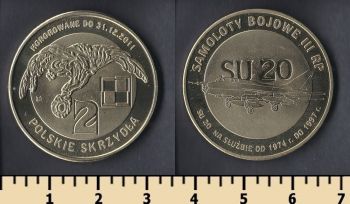 HONOROWANE DO 31.12.2011
2
POLSKIE SKRZYDŁA
SAMOLOTY BOJOWE III RP
SU 20
SU 20 NA SŁUŻBIE OD 1974 r. DO 1997 r.
1 2 3 4 5 6 7